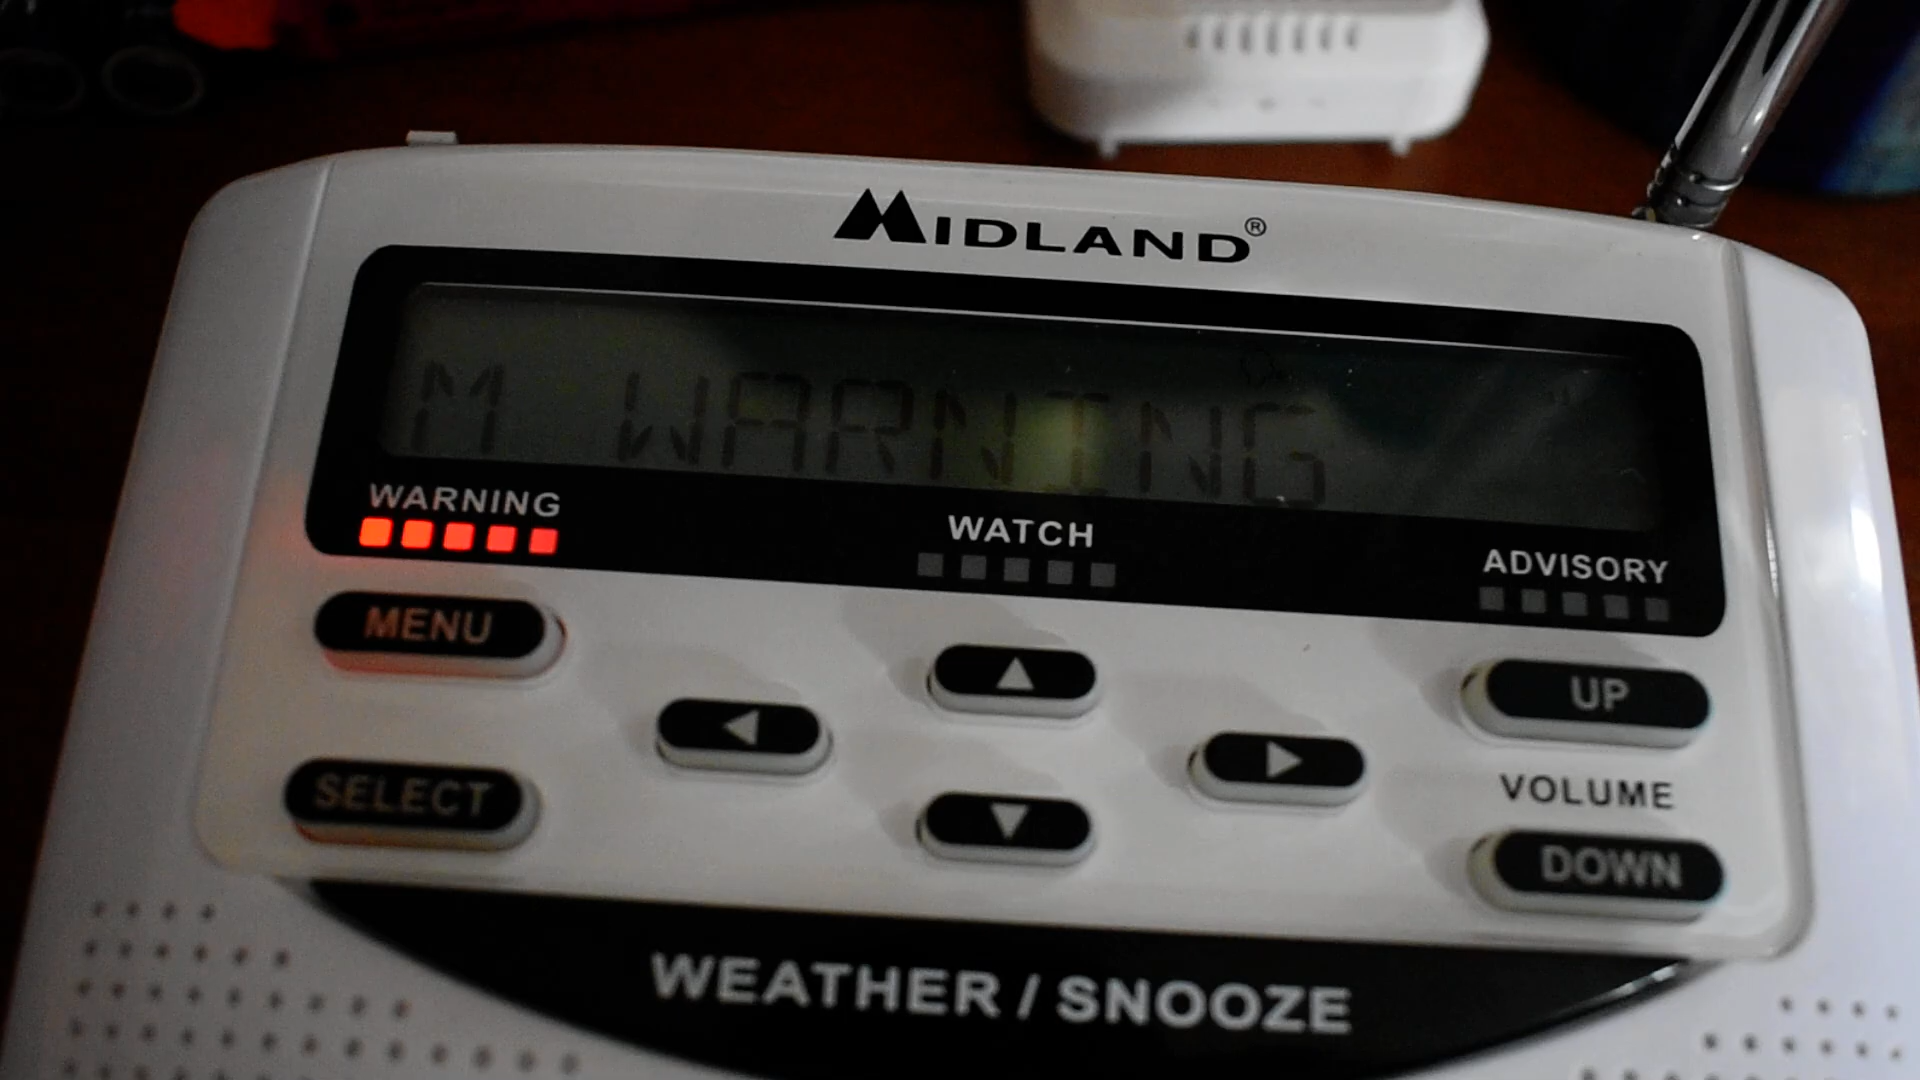 MIDLAND®
M WARNING
WARNING
WATCH
ADVISORY
MENU
UP
SELECT
VOLUME
DOWN
WEATHER / SNOOZE